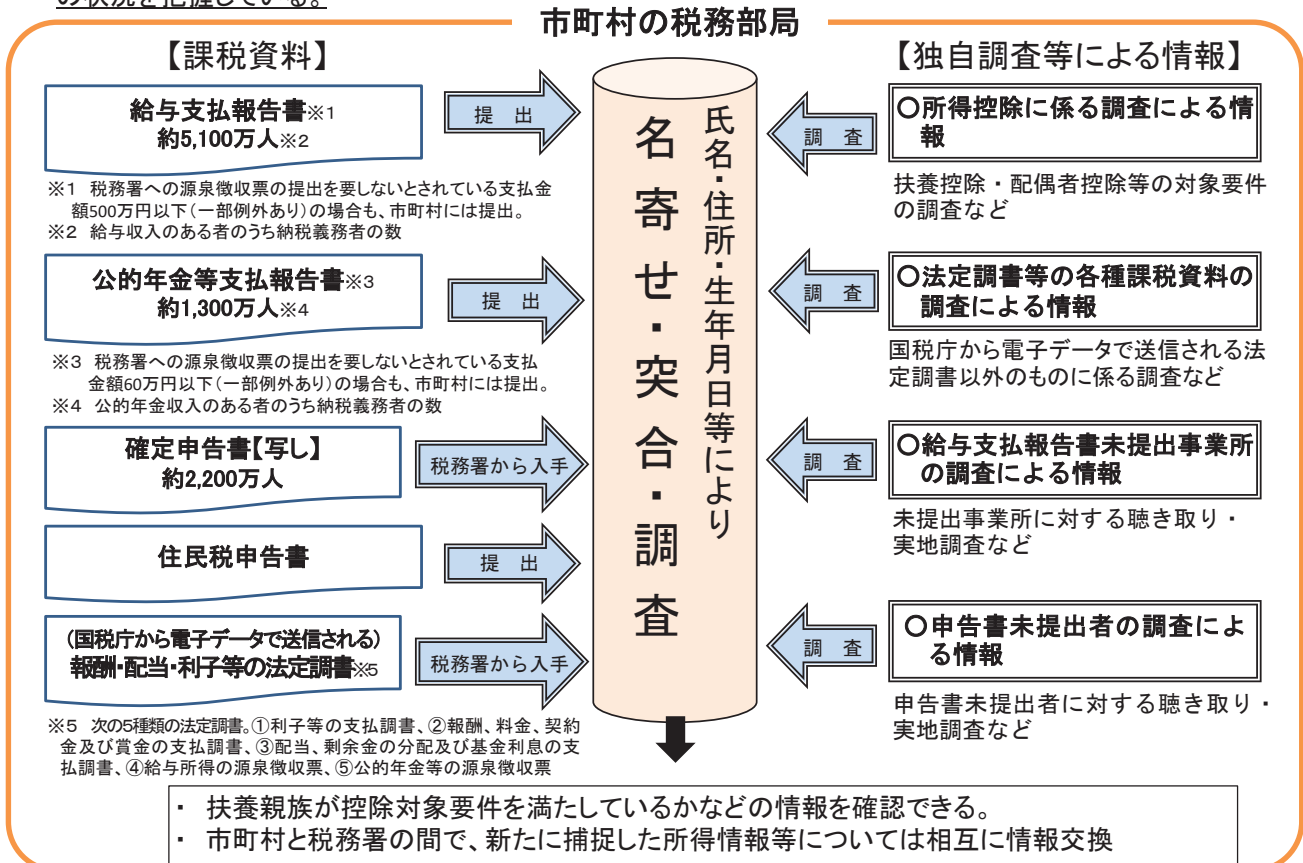 の状況を把握している。
市町村の税務部局
【課税資料】
給与支払報告書※1
約5,100万人※2
提 出
※1 税務署への源泉徴収票の提出を要しないとされている支払金
額500万円以下(一部例外あり)の場合も、市町村には提出。
※2 給与収入のある者のうち納税義務者の数
公的年金等支払報告書※3
約1,300万人※4
提 出
※3 税務署への源泉徴収票の提出を要しないとされている支払
金額60万円以下(一部例外あり)の場合も、市町村には提出。
※4 公的年金収入のある者のうち納税義務者の数
確定申告書【写し】
約2,200万人
税務署から入手
住民税申告書
提 出
(国税庁から電子データで送信される)
報酬・配当・利子等の法定調書※5
税務署から入手
※5 次の5種類の法定調書。①利子等の支払調書、②報酬、料金、契約
金及び賞金の支払調書、③配当、剰余金の分配及び基金利息の支
払調書、④給与所得の源泉徴収票、⑤公的年金等の源泉徴収票
氏名・住所・生年月日等により
名寄せ・突合・調査
【独自調査等による情報】
調 査
〇所得控除に係る調査による情
報
扶養控除・配偶者控除等の対象要件
の調査など
調 査
〇法定調書等の各種課税資料の
調査による情報
国税庁から電子データで送信される法
定調書以外のものに係る調査など
調 査
〇給与支払報告書未提出事業所
の調査による情報
未提出事業所に対する聴き取り・
実地調査など
調 査
〇申告書未提出者の調査によ
る情報
申告書未提出者に対する聴き取り・
実地調査など
・ 扶養親族が控除対象要件を満たしているかなどの情報を確認できる。
・ 市町村と税務署の間で、新たに捕捉した所得情報等については相互に情報交換